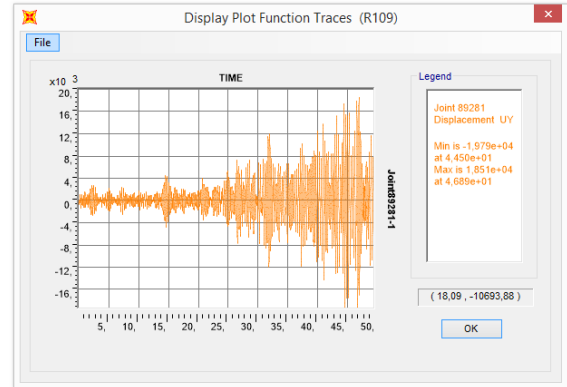 Display Plot Function Traces (R109)
File
TIME
x10 3
20,
16,
12,
8,
4,
0,
-4,
-8,
-12,
-16,
5, 10, 15, 20, 25, 30, 35, 40, 45, 50,
Joint89281-1
Legend
Joint 89281
Displacement UY
Min is -1,979e+04
at 4,450e+01
Max is 1,851e+04
at 4,689e+01
( 18,09 , -10693,88 )
OK